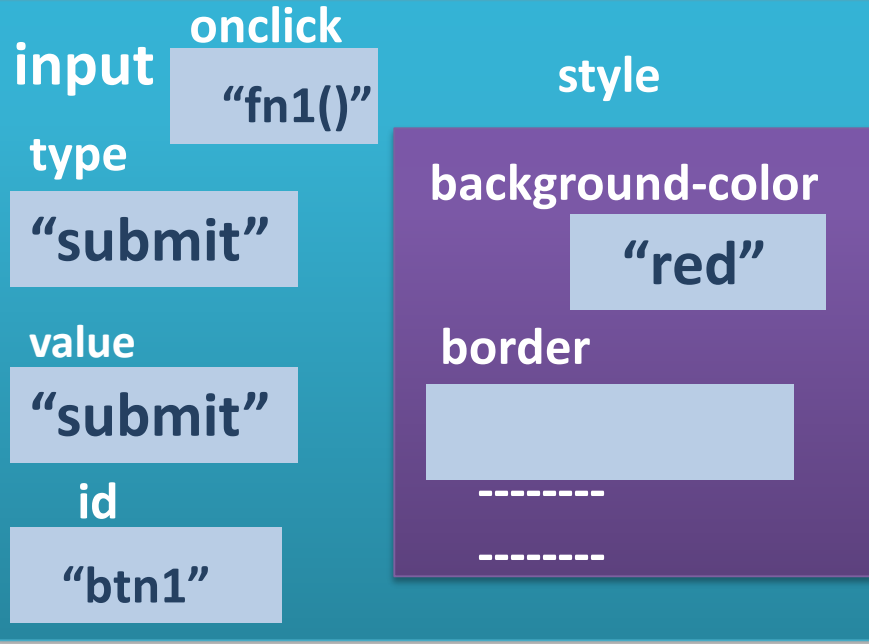 input
onclick
“fn1()”
type
“submit”
value
“submit”
id
“btn1”
style
background-color
“red”
border
--------
--------